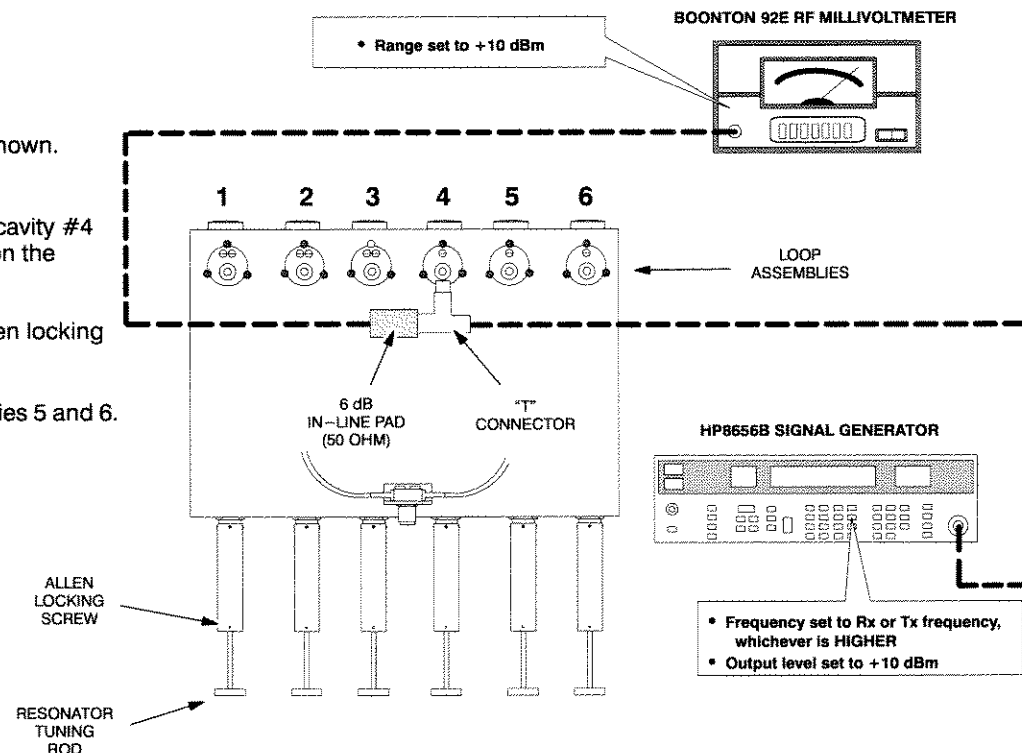 BOONTON 92E RF MILLIVOLTMETER
• Range set to +10 dBm
cavity #4
on the
en locking
ies 5 and 6.
1 2 3 4 5 6
LOOP
ASSEMBLIES
6 dB
IN-LINE PAD
(50 OHM)
"T"
CONNECTOR
HP8656B SIGNAL GENERATOR
ALLEN
LOCKING
SCREW
• Frequency set to Rx or Tx frequency,
whichever is HIGHER
• Output level set to +10 dBm
RESONATOR
TUNING
ROD